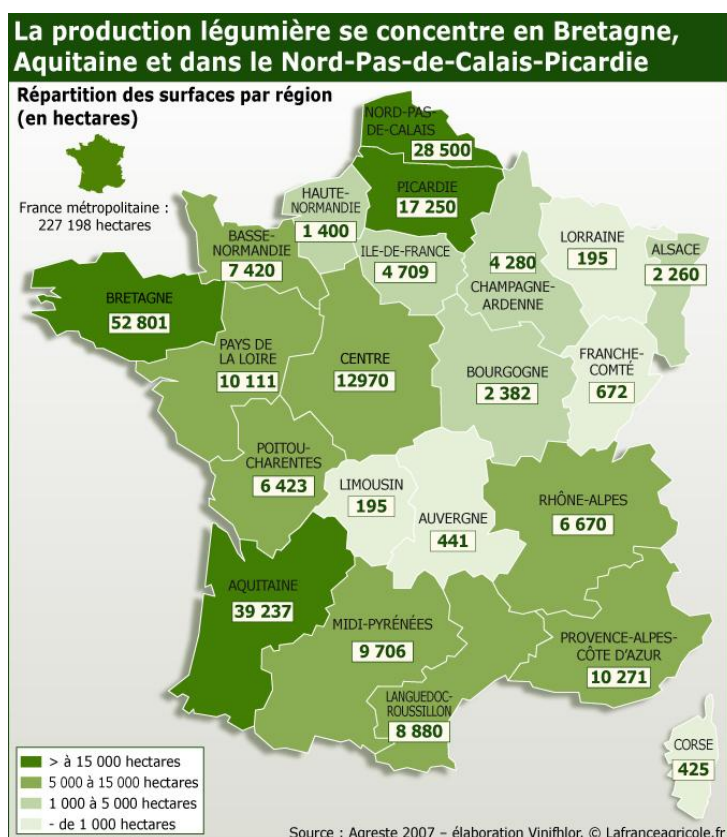 La production légumière se concentre en Bretagne,
Aquitaine et dans le Nord-Pas-de-Calais-Picardie
Répartition des surfaces par région
(en hectares)
France métropolitaine :
227 198 hectares
NORD-PAS-
DE-CALAIS
28 500
PICARDIE
17 250
HAUTE-
NORMANDIE
1 400
BASSE-
NORMANDIE
7 420
ILE-DE-FRANCE
4 709
4 280
CHAMPAGNE-
ARDENNE
LORRAINE
195
ALSACE
2 260
BRETAGNE
52 801
PAYS DE
LA LOIRE
10 111
CENTRE
12970
BOURGOGNE
2 382
FRANCHE-
COMTÉ
672
POITOU-
CHARENTES
6 423
LIMOUSIN
195
AUVERGNE
441
RHÔNE-ALPES
6 670
AQUITAINE
39 237
MIDI-PYRÉNÉES
9 706
LANGUEDOC-
ROUSSILLON
8 880
PROVENCE-ALPES-
CÔTE D'AZUR
10 271
CORSE
425
> à 15 000 hectares
5 000 à 15 000 hectares
1 000 à 5 000 hectares
- de 1 000 hectares
Source : Agreste 2007 – élaboration Vinifhlor. © Lafranceagricole.fr